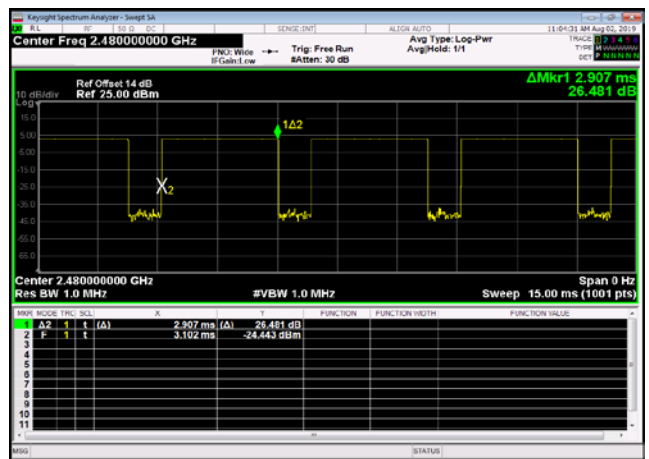 Keysight Spectrum Analyzer - Swept SA
RL RF 50 Ω DC SENSE:INT ALIGN AUTO 11:04:31 AM Aug 02, 2019
Center Freq 2.480000000 GHz Avg Type: Log-Pwr TRACE 1 2 3 4 5 6
PNO: Wide Trig: Free Run Avg|Hold: 1/1 TYPE M WWWWW
IFGain:Low #Atten: 30 dB DET P N N N N N
ΔMkr1 2.907 ms
26.481 dB
Ref Offset 14 dB
10 dB/div Ref 25.00 dBm
Log
15.0
5.00
-5.00
-15.0
-25.0
-35.0
-45.0
-55.0
-65.0
1Δ2
X2
Center 2.480000000 GHz Span 0 Hz
Res BW 1.0 MHz #VBW 1.0 MHz Sweep 15.00 ms (1001 pts)
MKR MODE TRC SCL X Y FUNCTION FUNCTION WIDTH FUNCTION VALUE
1 Δ2 1 t (Δ) 2.907 ms (Δ) 26.481 dB
2 F 1 t 3.102 ms -24.443 dBm
3
4
5
6
7
8
9
10
11
MSG STATUS